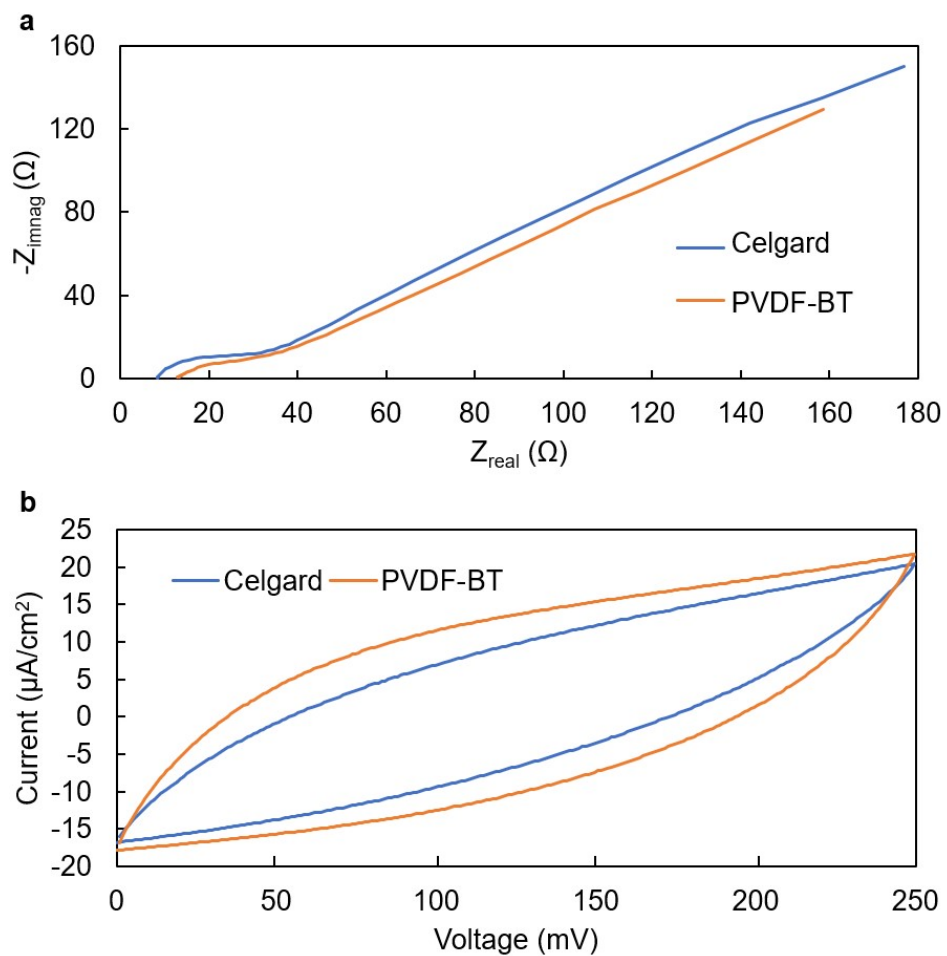 a
160
120
80
40
0
-Zimnag (Ω)
Celgard
PVDF-BT
0 20 40 60 80 100 120 140 160 180
Zreal (Ω)
b
25
20
15
10
5
0
-5
-10
-15
-20
Current (µA/cm²)
Celgard PVDF-BT
0 50 100 150 200 250
Voltage (mV)